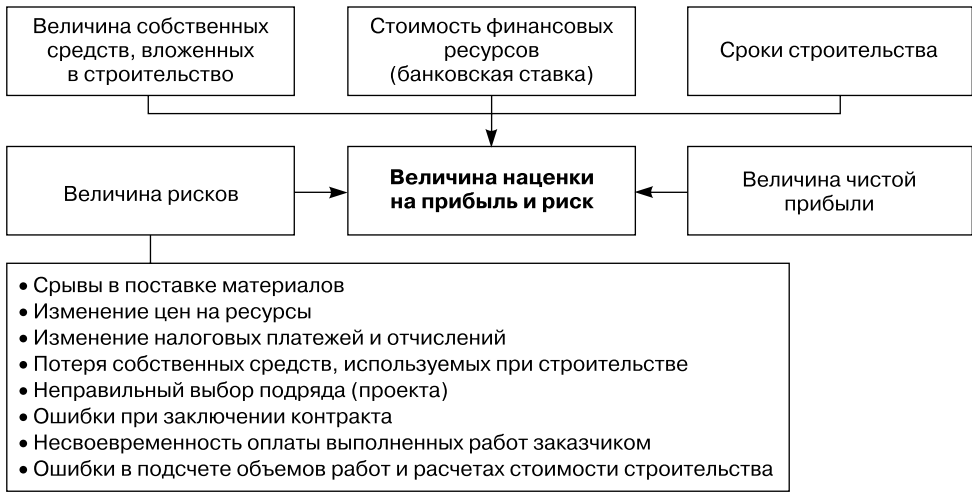 Величина собственных
средств, вложенных
в строительство
Стоимость финансовых
ресурсов
(банковская ставка)
Сроки строительства
Величина рисков
Величина наценки
на прибыль и риск
Величина чистой
прибыли
• Срывы в поставке материалов
• Изменение цен на ресурсы
• Изменение налоговых платежей и отчислений
• Потеря собственных средств, используемых при строительстве
• Неправильный выбор подряда (проекта)
• Ошибки при заключении контракта
• Несвоевременность оплаты выполненных работ заказчиком
• Ошибки в подсчете объемов работ и расчетах стоимости строительства